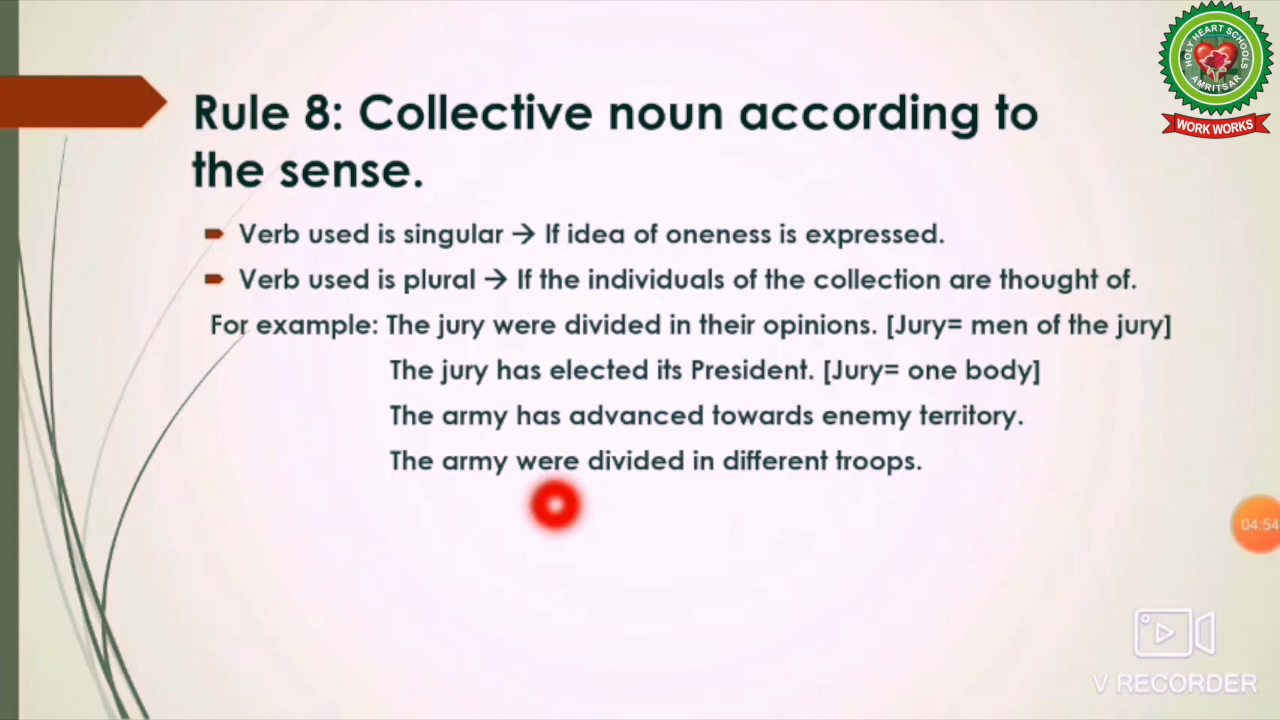 HOLY HEART SCHOOLS
AMRITSAR
WORK WORKS
Rule 8: Collective noun according to
the sense.
Verb used is singular → If idea of oneness is expressed.
Verb used is plural → If the individuals of the collection are thought of.
For example: The jury were divided in their opinions. [Jury= men of the jury]
The jury has elected its President. [Jury= one body]
The army has advanced towards enemy territory.
The army were divided in different troops.
04:54
V RECORDER